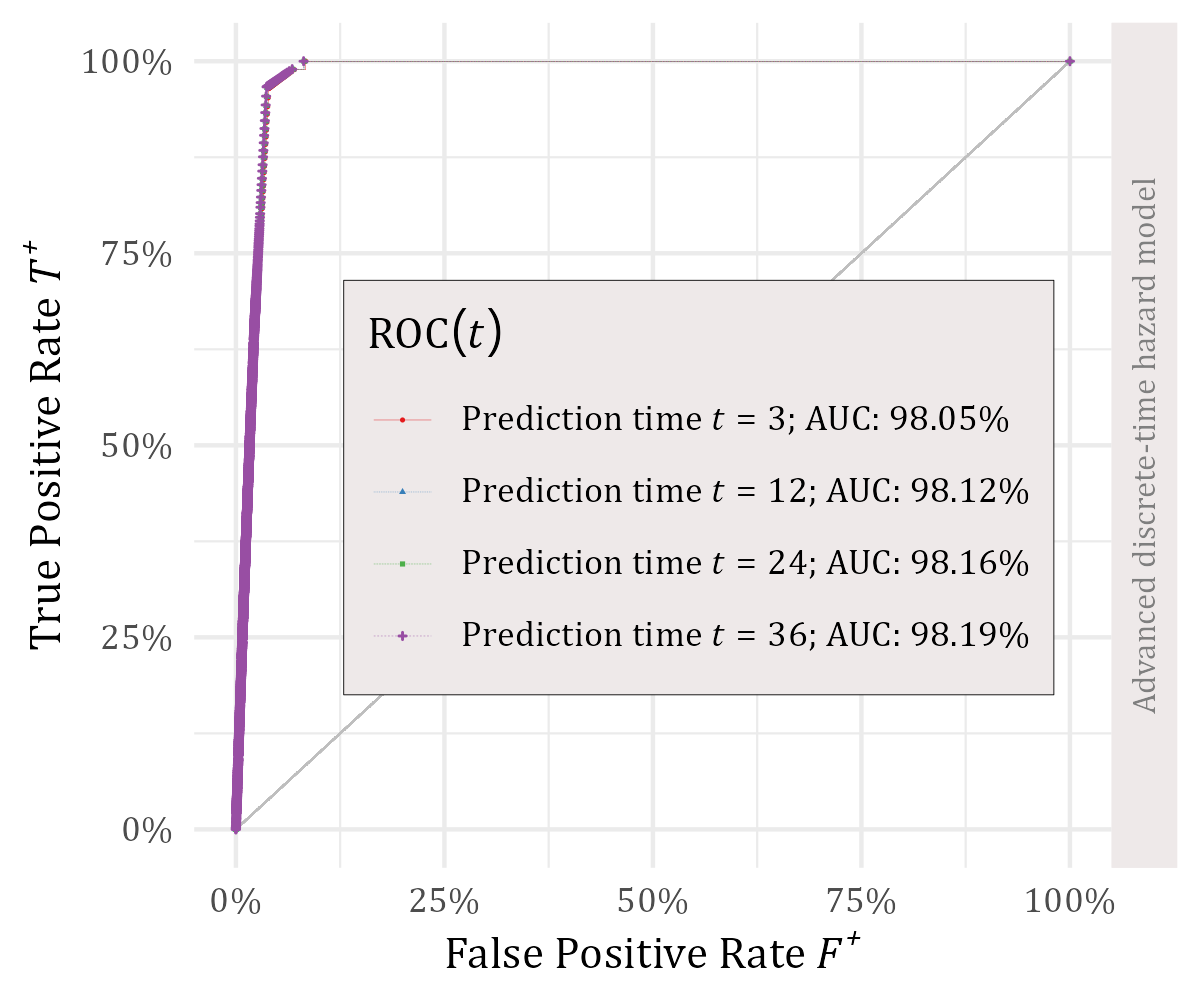 100%
75%
50%
25%
0%
True Positive Rate T⁺
ROC(t)
Prediction time t = 3; AUC: 98.05%
Prediction time t = 12; AUC: 98.12%
Prediction time t = 24; AUC: 98.16%
Prediction time t = 36; AUC: 98.19%
Advanced discrete-time hazard model
0% 25% 50% 75% 100%
False Positive Rate F⁺